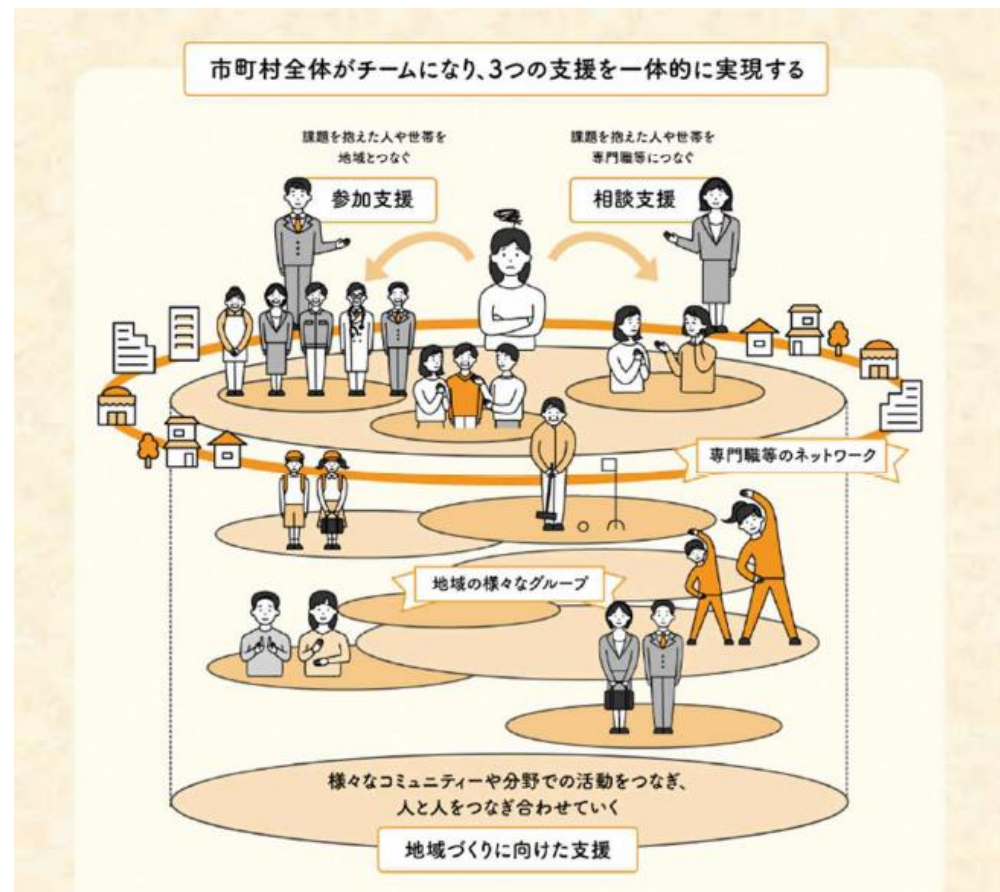 市町村全体がチームになり、3つの支援を一体的に実現する
課題を抱えた人や世帯を
地域とつなぐ
参加支援
課題を抱えた人や世帯を
専門職等につなぐ
相談支援
専門職等のネットワーク
地域の様々なグループ
様々なコミュニティーや分野での活動をつなぎ、
人と人をつなぎ合わせていく
地域づくりに向けた支援